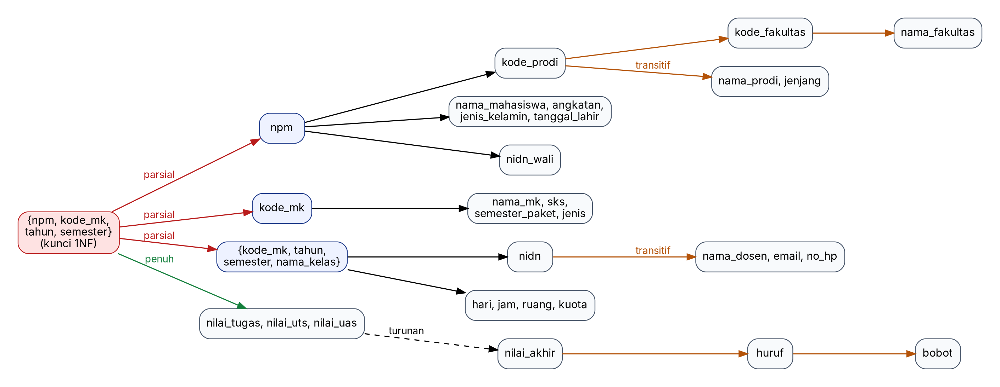 {npm, kode_mk,
tahun, semester}
(kunci 1NF)
parsial
parsial
parsial
penuh
npm
kode_mk
{kode_mk, tahun,
semester, nama_kelas}
nilai_tugas, nilai_uts, nilai_uas
turunan
kode_prodi
nama_mahasiswa, angkatan,
jenis_kelamin, tanggal_lahir
nidn_wali
nama_mk, sks,
semester_paket, jenis
nidn
hari, jam, ruang, kuota
nilai_akhir
transitif
transitif
kode_fakultas
nama_prodi, jenjang
nama_dosen, email, no_hp
huruf
nama_fakultas
bobot